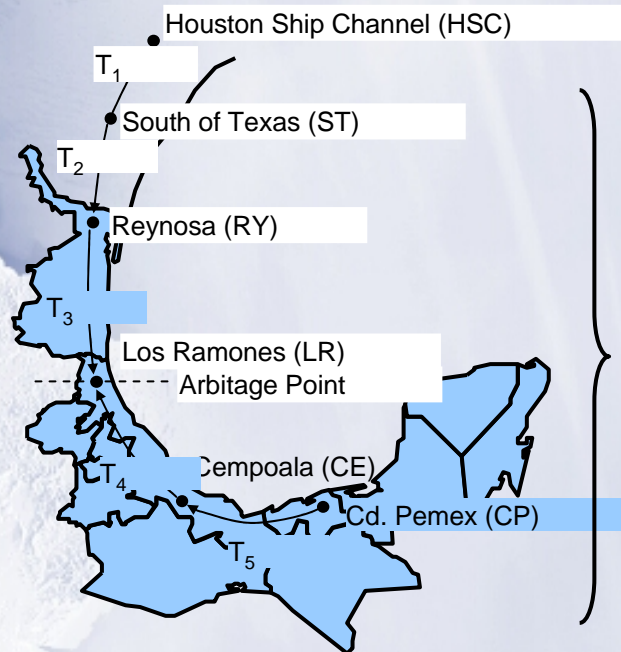 Houston Ship Channel (HSC)
T1
South of Texas (ST)
T2
Reynosa (RY)
T3
Los Ramones (LR)
Arbitage Point
Cempoala (CE)
T4
Cd. Pemex (CP)
T5